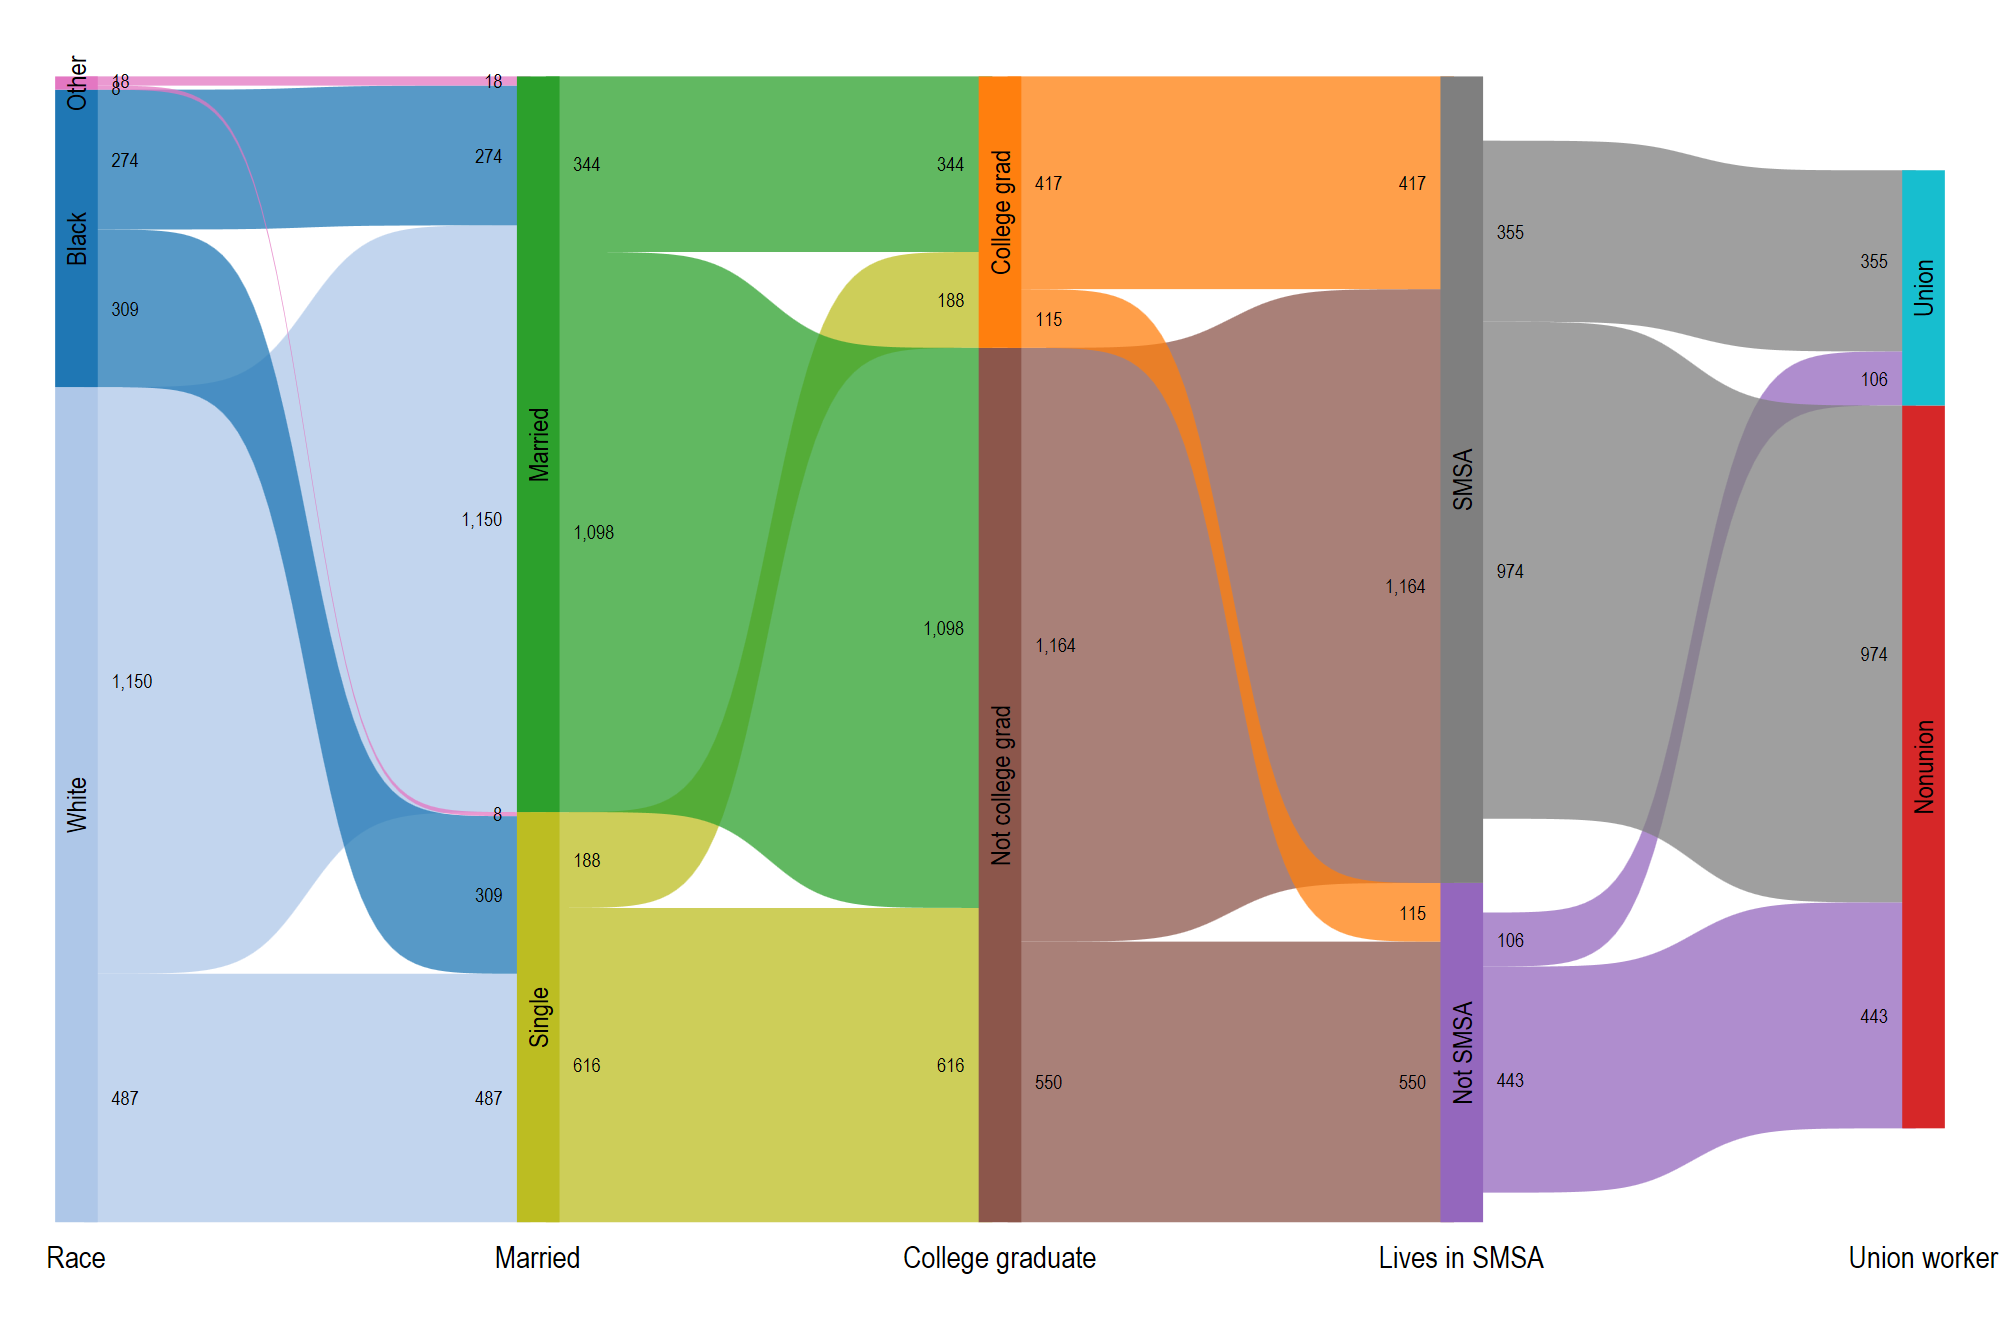 Other
Black
White
18
8
274
309
1,150
487
18
274
1,150
8
309
487
Married
Single
344
1,098
188
616
344
188
1,098
616
College grad
Not college grad
417
115
1,164
550
417
1,164
115
550
SMSA
Not SMSA
355
974
106
443
355
106
974
443
Union
Nonunion
Race
Married
College graduate
Lives in SMSA
Union worker